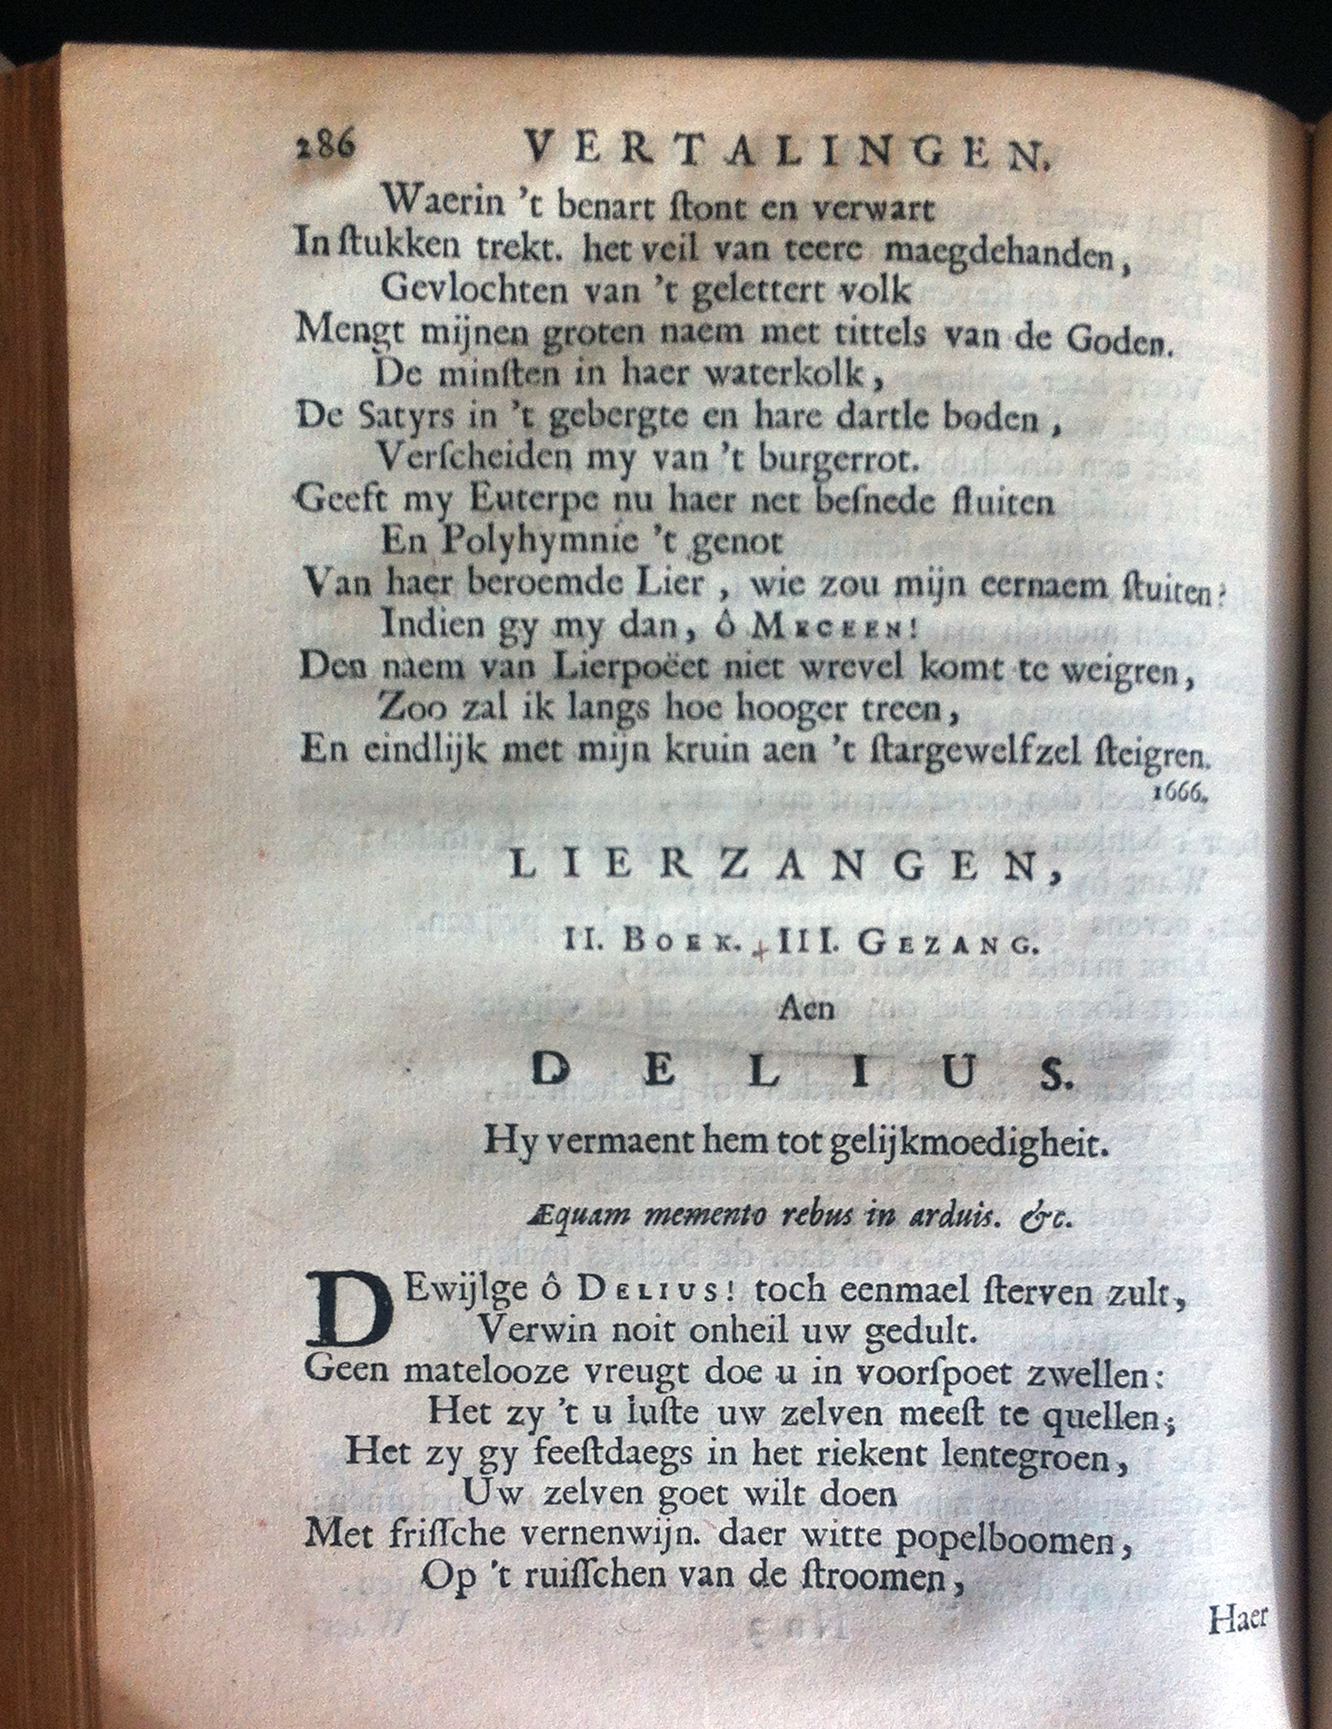 286 VERTALINGEN.
Waerin 't benart ſtont en verwart
In ſtukken trekt. het veil van teere maegdehanden,
Gevlochten van 't gelettert volk
Mengt mijnen groten naem met tittels van de Goden.
De minſten in haer waterkolk,
De Satyrs in 't gebergte en hare dartle boden,
Verſcheiden my van 't burgerrot.
Geeft my Euterpe nu haer net beſnede fluiten
En Polyhymnie 't genot
Van haer beroemde Lier, wie zou mijn eernaem ſtuiten?
Indien gy my dan, ô MECEEN!
Den naem van Lierpoëet niet wrevel komt te weigren,
Zoo zal ik langs hoe hooger treen,
En eindlijk met mijn kruin aen 't ſtargewelfzel ſteigren.
1666.
LIERZANGEN,
II. BOEK. III. GEZANG.
Aen
DELIUS.
Hy vermaent hem tot gelijkmoedigheit.
Æquam memento rebus in arduis. &c.
DEwijlge ô DELIUS! toch eenmael ſterven zult,
Verwin noit onheil uw gedult.
Geen matelooze vreugt doe u in voorſpoet zwellen:
Het zy 't u luſte uw zelven meeſt te quellen;
Het zy gy feeſtdaegs in het riekent lentegroen,
Uw zelven goet wilt doen
Met friſſche vernenwijn. daer witte popelboomen,
Op 't ruiſſchen van de ſtroomen,
Haer